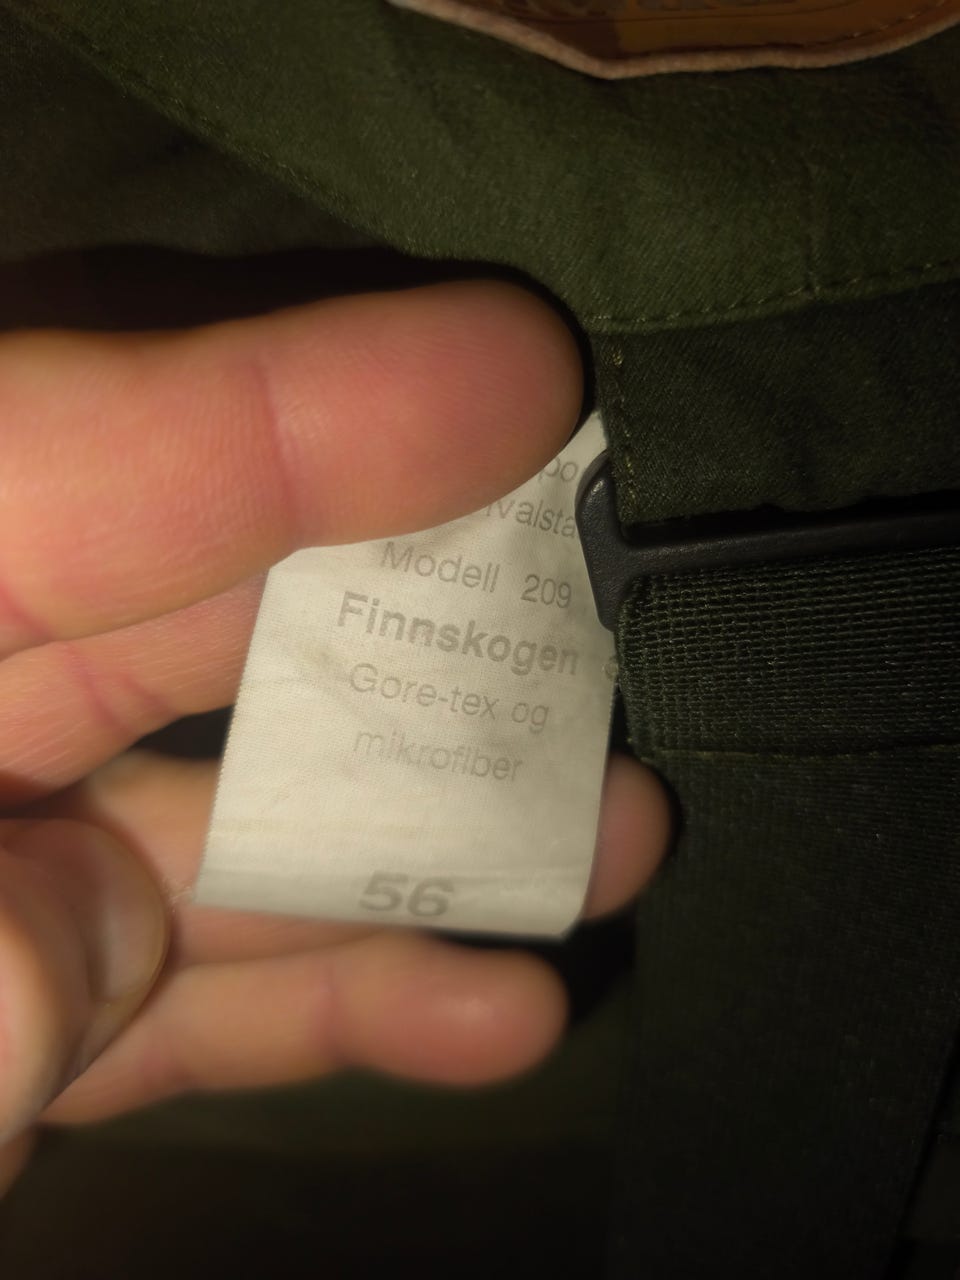 Modell 209
Finnskogen
Gore-tex og
mikrofiber
56